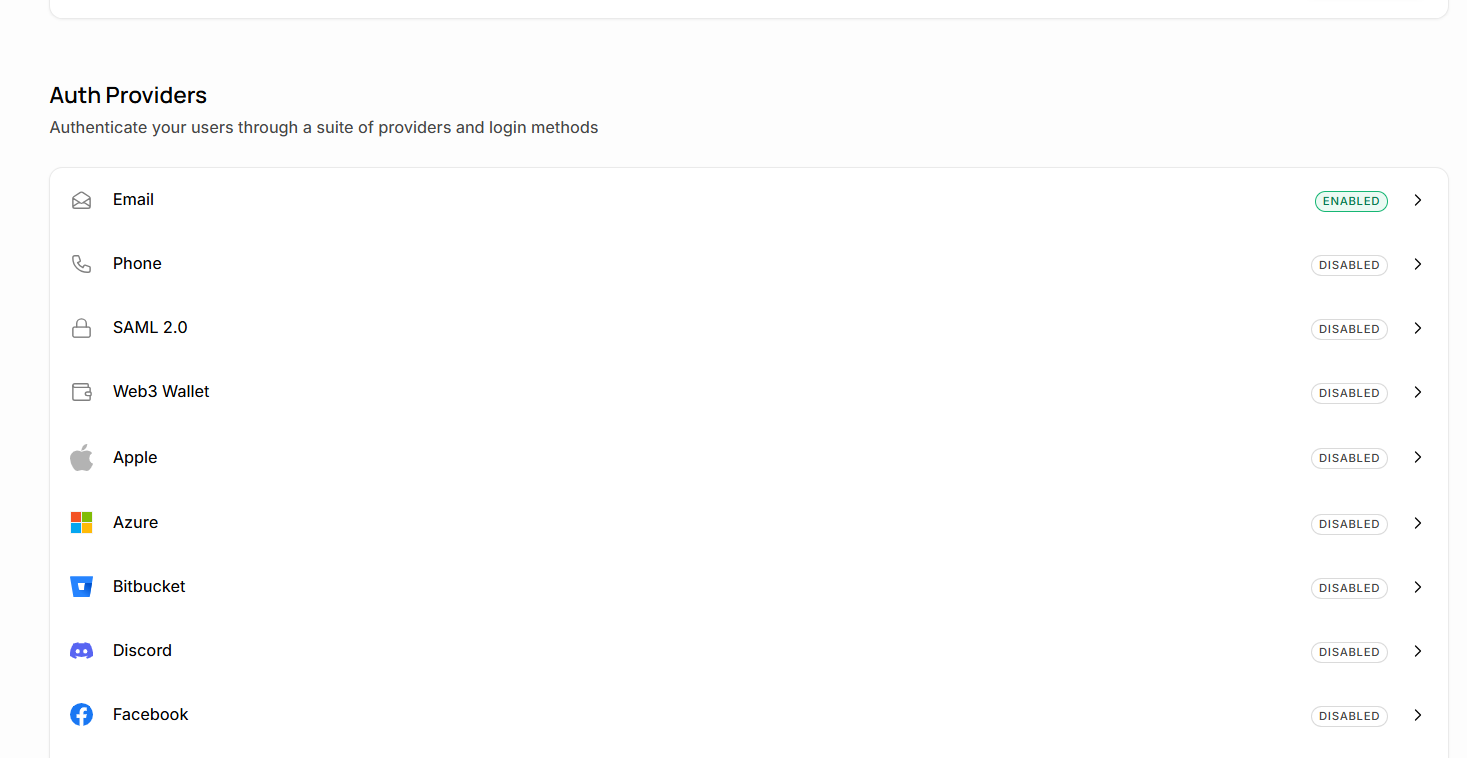 Auth Providers
Authenticate your users through a suite of providers and login methods
Email ENABLED
Phone DISABLED
SAML 2.0 DISABLED
Web3 Wallet DISABLED
Apple DISABLED
Azure DISABLED
Bitbucket DISABLED
Discord DISABLED
Facebook DISABLED